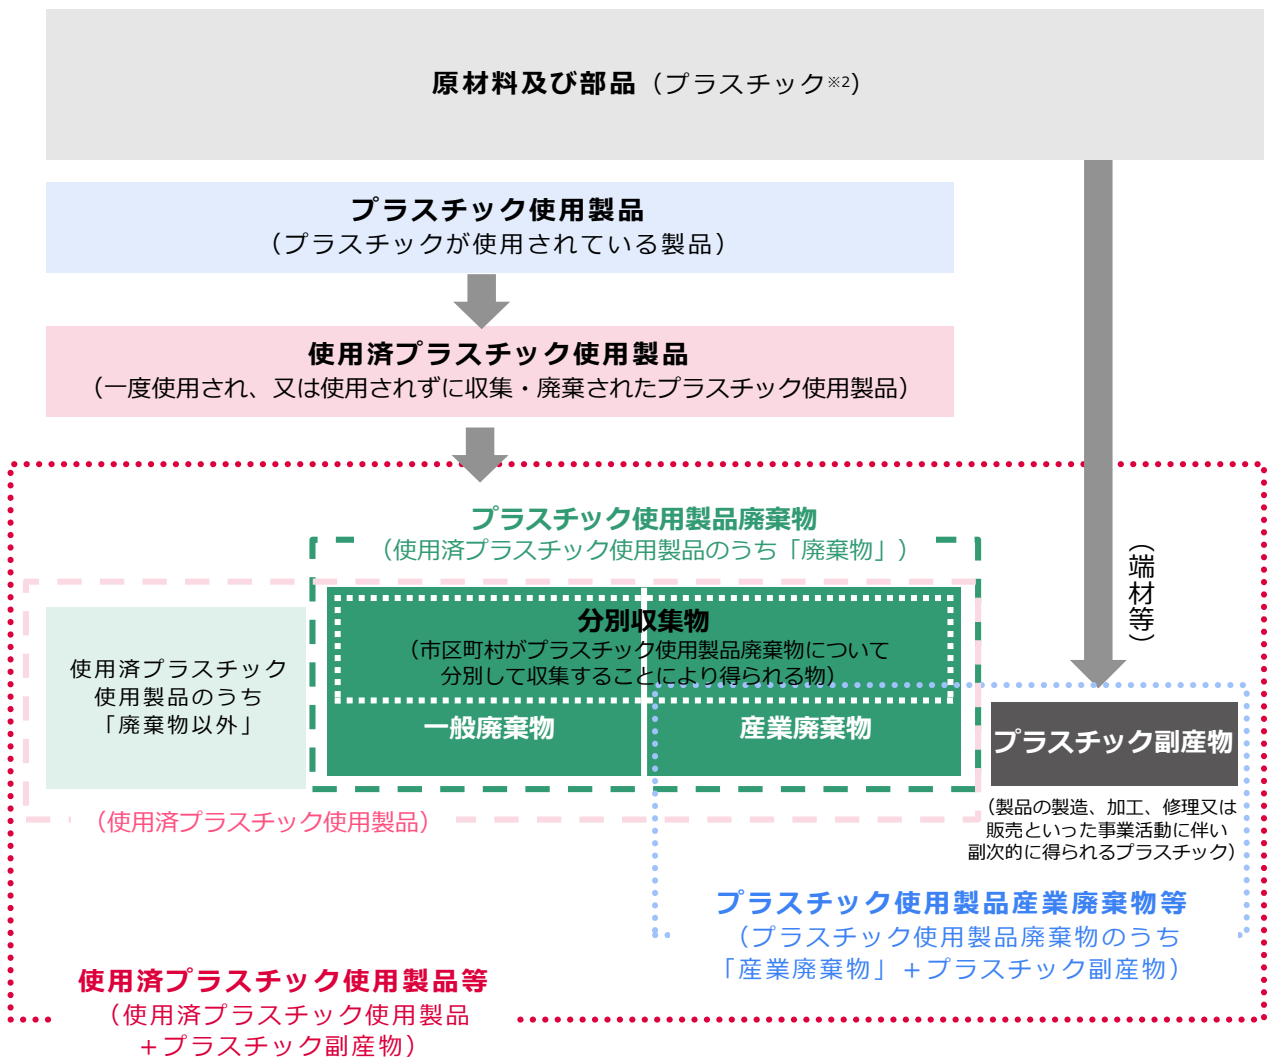 原材料及び部品（プラスチック※2）
プラスチック使用製品
（プラスチックが使用されている製品）
使用済プラスチック使用製品
（一度使用され、又は使用されずに収集・廃棄されたプラスチック使用製品）
プラスチック使用製品廃棄物
（使用済プラスチック使用製品のうち「廃棄物」）
（端材等）
使用済プラスチック
使用製品のうち
「廃棄物以外」
分別収集物
（市区町村がプラスチック使用製品廃棄物について
分別して収集することにより得られる物）
一般廃棄物
産業廃棄物
プラスチック副産物
（製品の製造、加工、修理又は
販売といった事業活動に伴い
副次的に得られるプラスチック）
（使用済プラスチック使用製品）
プラスチック使用製品産業廃棄物等
（プラスチック使用製品廃棄物のうち
「産業廃棄物」＋プラスチック副産物）
使用済プラスチック使用製品等
（使用済プラスチック使用製品
＋プラスチック副産物）